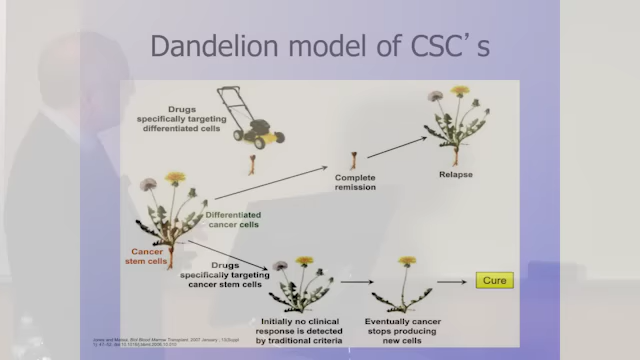 Dandelion model of CSC's
Drugs
specifically targeting
differentiated cells
Complete
remission
Relapse
Differentiated
cancer cells
Cancer
stem cells
Drugs
specifically targeting
cancer stem cells
Cure
Initially no clinical
response is detected
by traditional criteria
Eventually cancer
stops producing
new cells